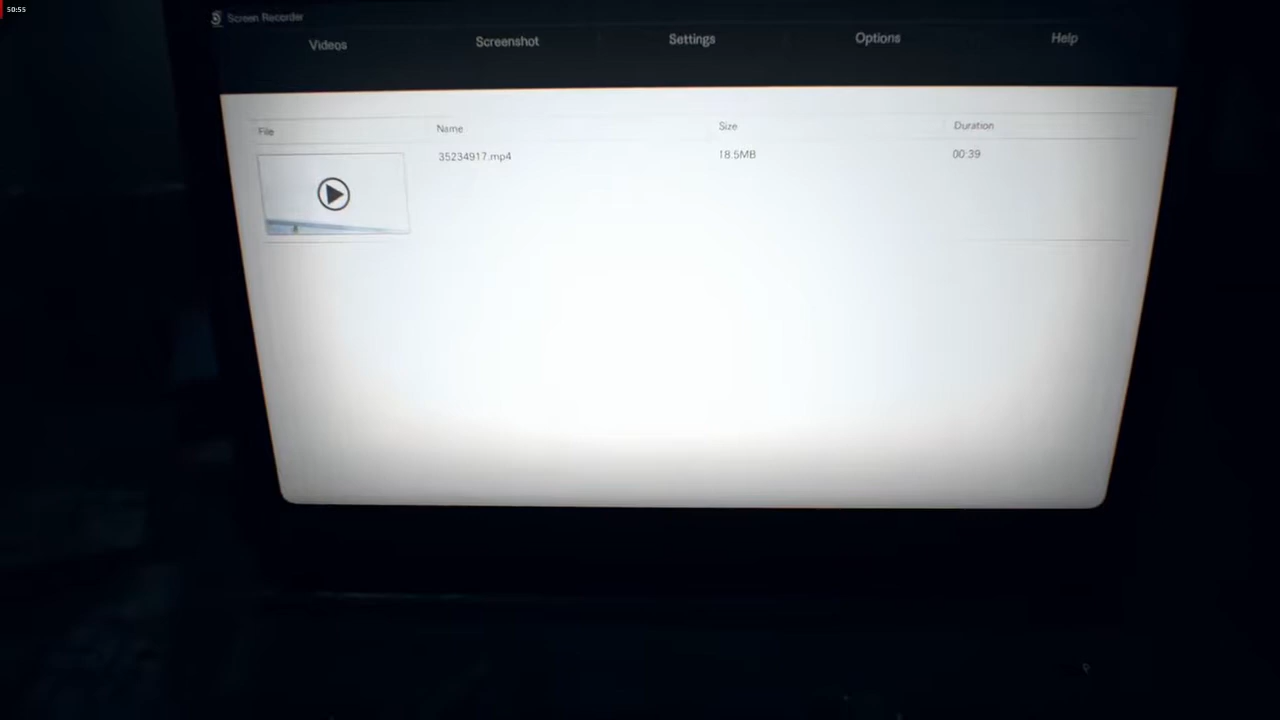 50:55
Screen Recorder
Videos Screenshot Settings Options Help
File Name Size Duration
35234917.mp4 18.5MB 00:39